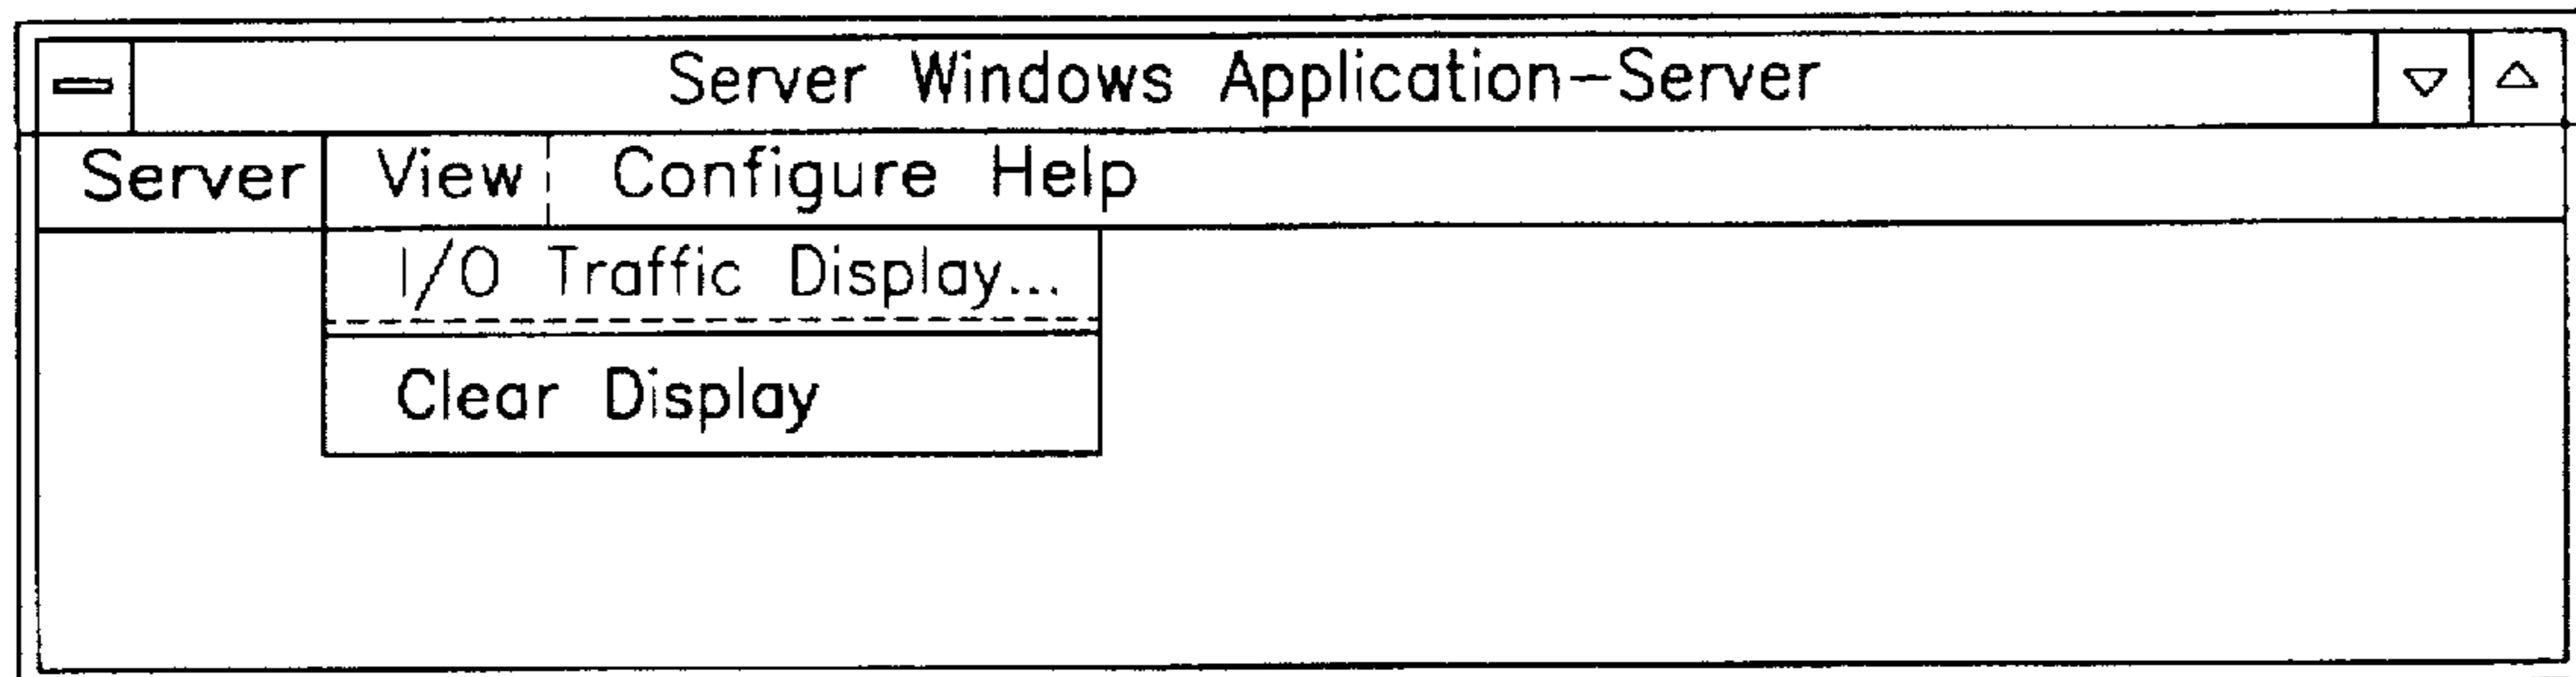 Server Windows Application-Server
Server View Configure Help
I/O Traffic Display...
Clear Display